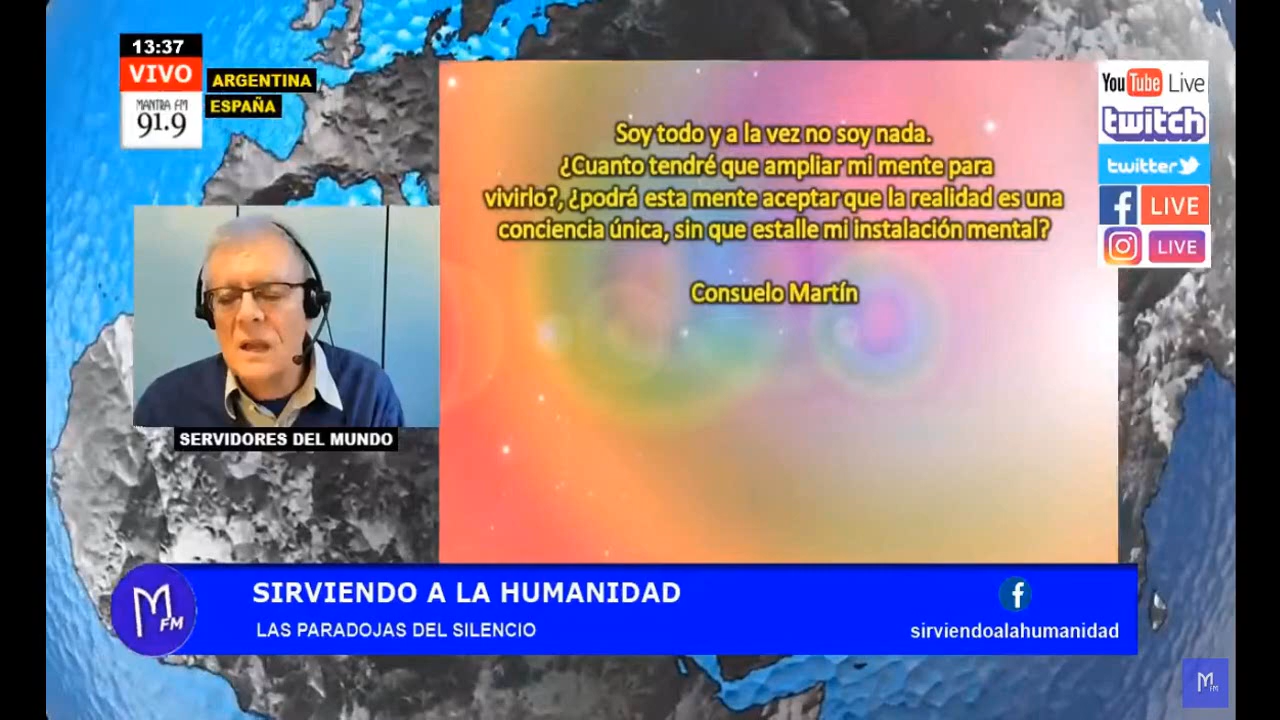 13:37
VIVO
ARGENTINA
ESPAÑA
MANTRA FM
91.9
Soy todo y a la vez no soy nada.
¿Cuanto tendré que ampliar mi mente para
vivirlo?, ¿podrá esta mente aceptar que la realidad es una
conciencia única, sin que estalle mi instalación mental?
Consuelo Martín
YouTube Live
twitch
twitter
f LIVE
LIVE
SERVIDORES DEL MUNDO
M FM
SIRVIENDO A LA HUMANIDAD
LAS PARADOJAS DEL SILENCIO
f
sirviendoalahumanidad
M FM